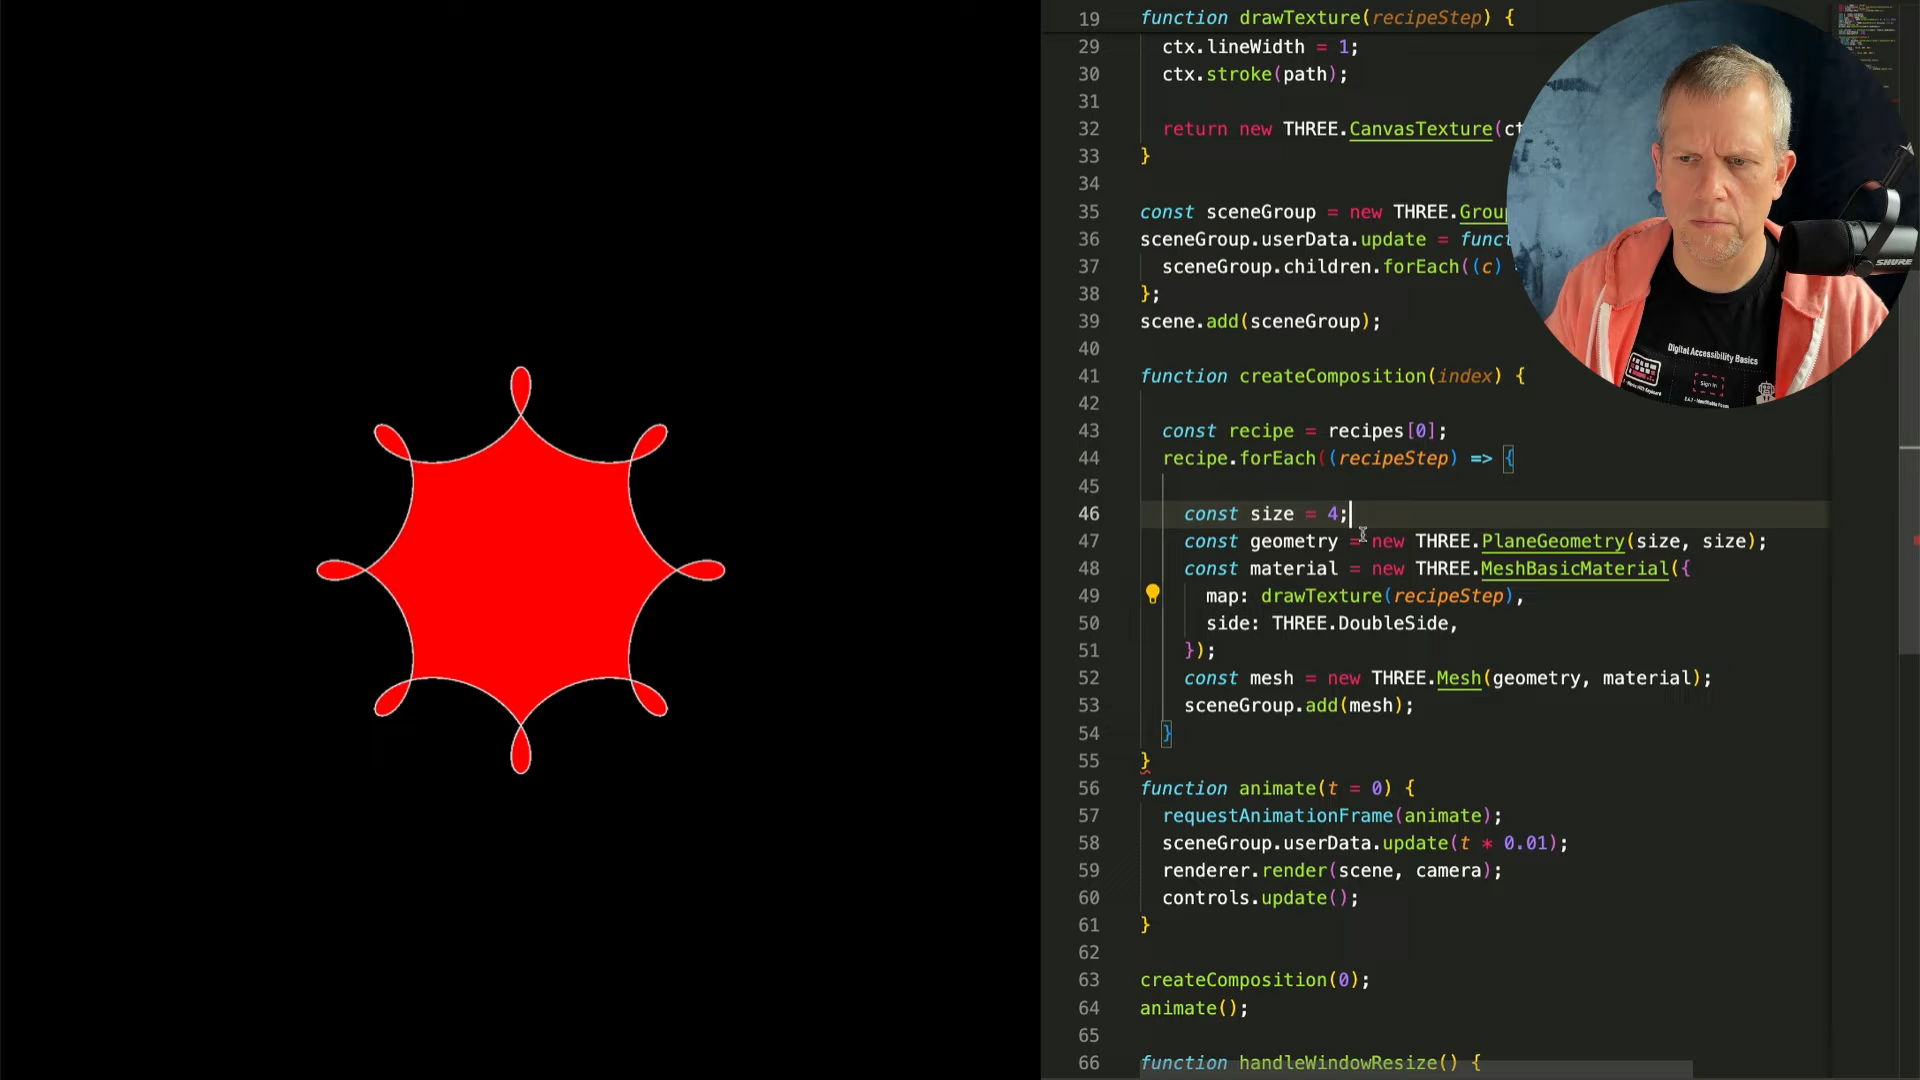 19 function drawTexture(recipeStep) {
29 ctx.lineWidth = 1;
30 ctx.stroke(path);
31
32 return new THREE.CanvasTexture(ct
33 }
34
35 const sceneGroup = new THREE.Group
36 sceneGroup.userData.update = funct
37 sceneGroup.children.forEach((c)
38 };
39 scene.add(sceneGroup);
40
41 function createComposition(index) {
42
43 const recipe = recipes[0];
44 recipe.forEach((recipeStep) => {
45
46 const size = 4;
47 const geometry = new THREE.PlaneGeometry(size, size);
48 const material = new THREE.MeshBasicMaterial({
49 map: drawTexture(recipeStep),
50 side: THREE.DoubleSide,
51 });
52 const mesh = new THREE.Mesh(geometry, material);
53 sceneGroup.add(mesh);
54 }
55 }
56 function animate(t = 0) {
57 requestAnimationFrame(animate);
58 sceneGroup.userData.update(t * 0.01);
59 renderer.render(scene, camera);
60 controls.update();
61 }
62
63 createComposition(0);
64 animate();
65
66 function handleWindowResize() {
SHURE
Digital Accessibility Basics
Sign In